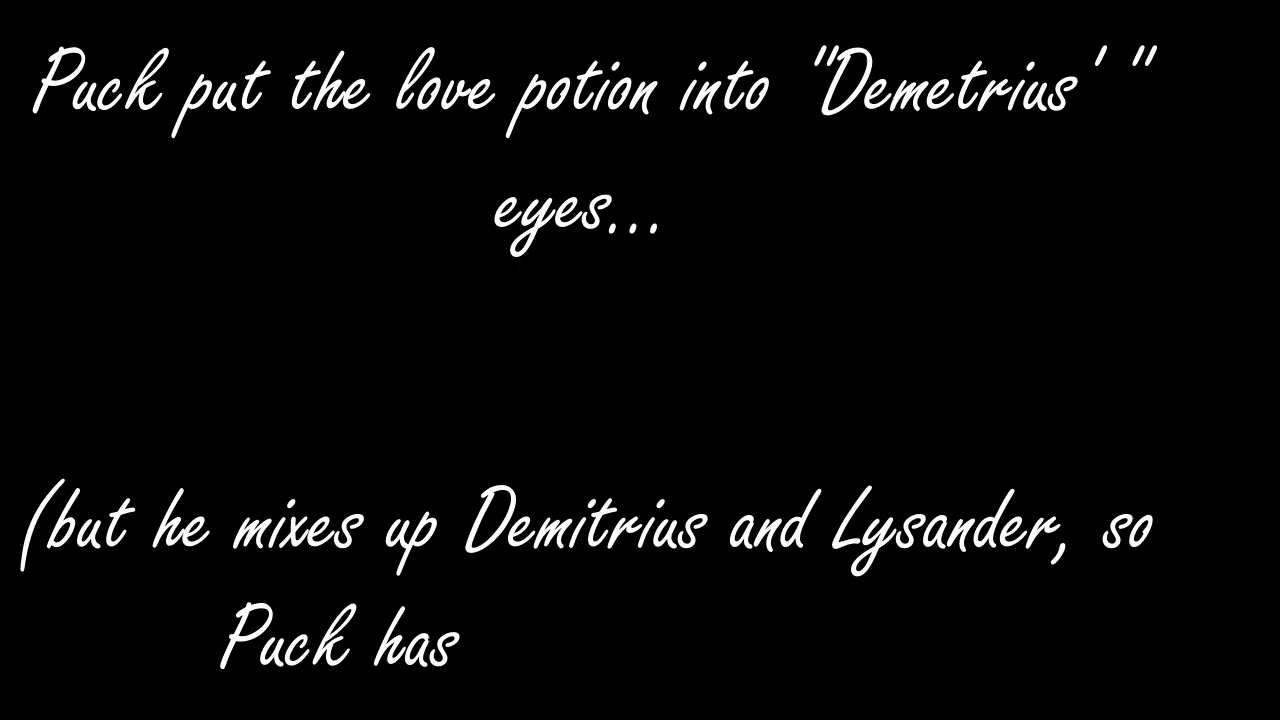 Puck put the love potion into "Demetrius' "
eyes...
(but he mixes up Demitrius and Lysander, so
Puck has